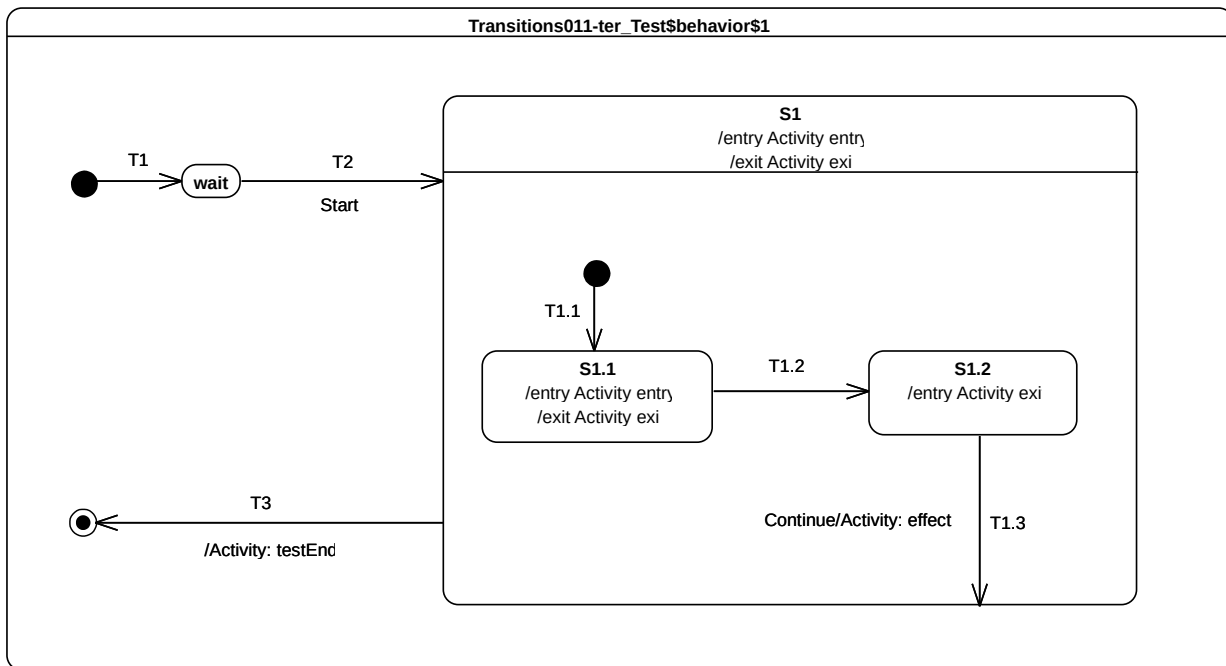 Transitions011-ter_Test$behavior$1
S1
/entry Activity entry
/exit Activity exi
T1
T2
wait
Start
T1.1
S1.1
/entry Activity entry
/exit Activity exi
T1.2
S1.2
/entry Activity exi
T3
/Activity: testEnd
Continue/Activity: effect
T1.3